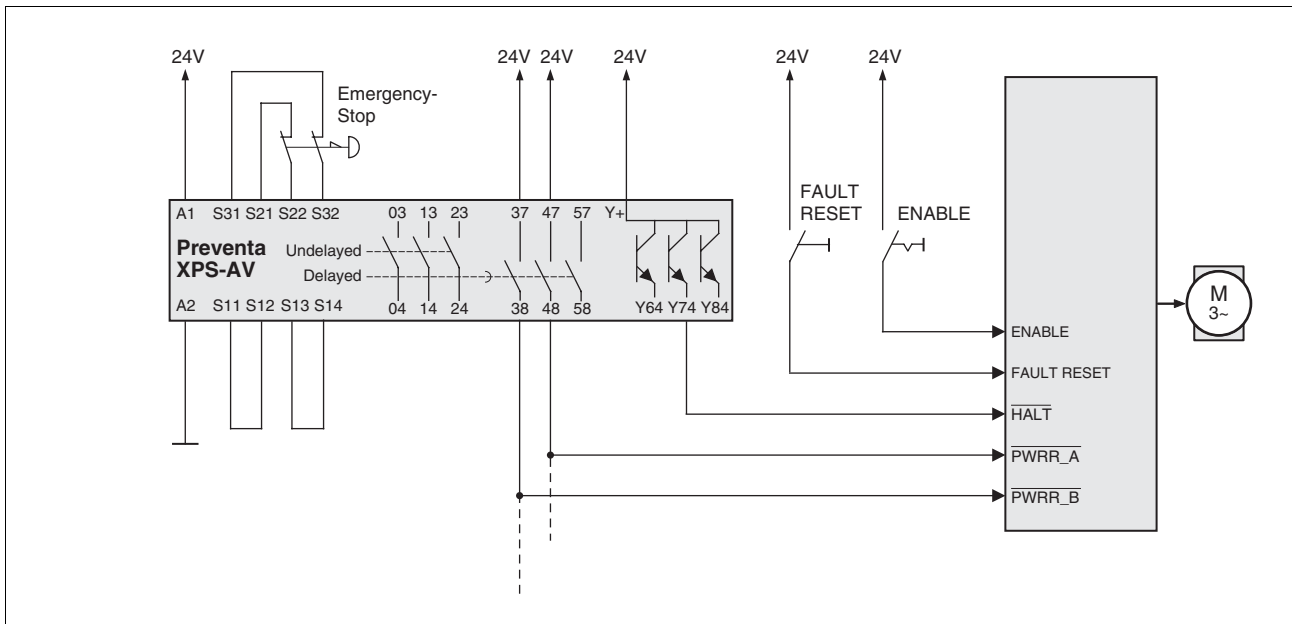 24V
24V
24V
24V
24V
24V
Emergency-
Stop
A1
S31
S21
S22
S32
03
13
23
37
47
57
Y+
Preventa
XPS-AV
Undelayed
Delayed
A2
S11
S12
S13
S14
04
14
24
38
48
58
Y64
Y74
Y84
FAULT
RESET
ENABLE
ENABLE
FAULT RESET
HALT
PWRR_A
PWRR_B
M
3~